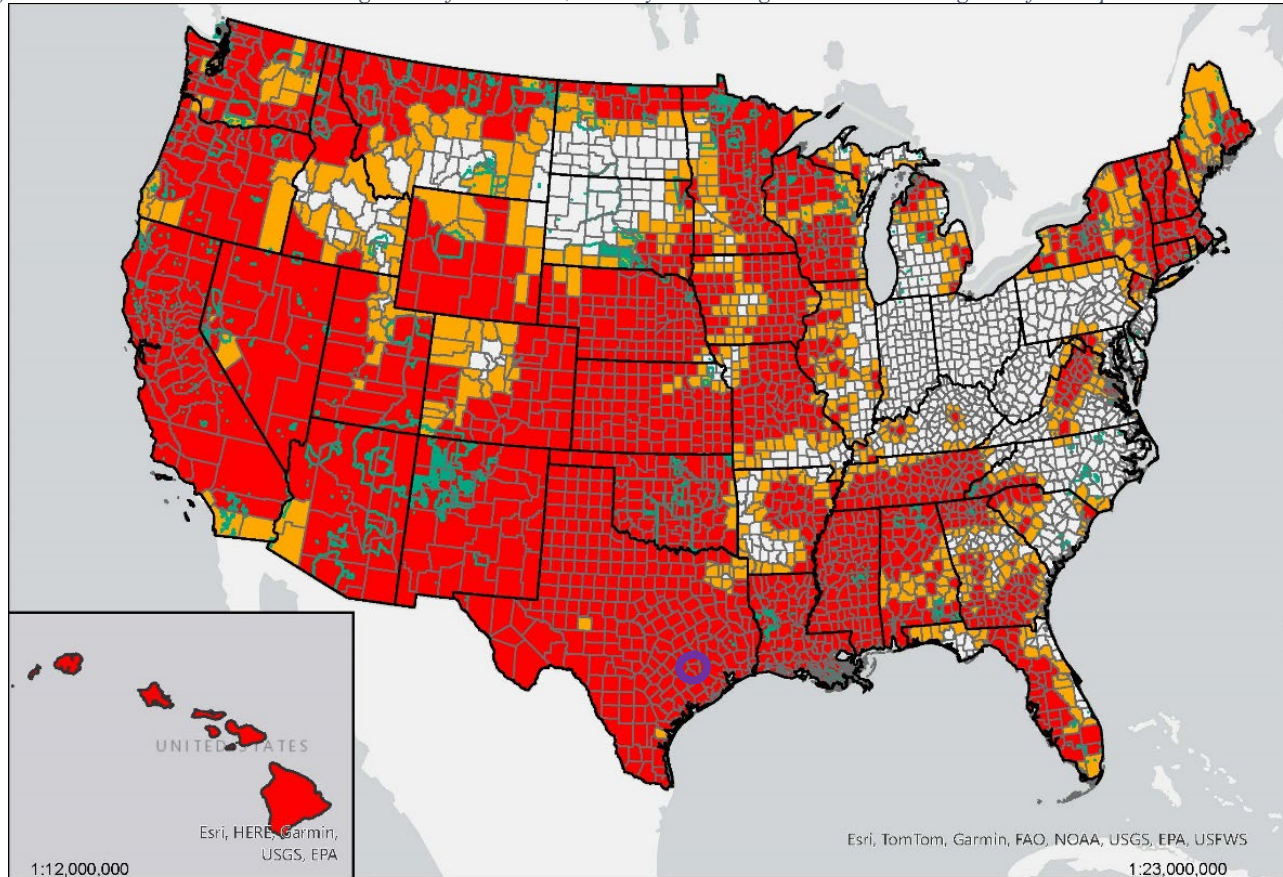 UNITED STATES
Esri, HERE, Garmin,
USGS, EPA
1:12,000,000
Esri, TomTom, Garmin, FAO, NOAA, USGS, EPA, USFWS
1:23,000,000